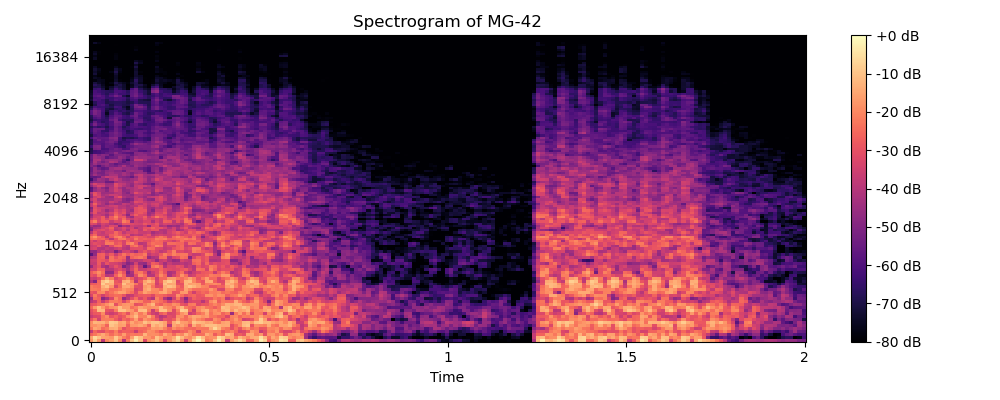 Spectrogram of MG-42
16384
8192
4096
2048
1024
512
0
Hz
0
0.5
1
1.5
2
Time
+0 dB
-10 dB
-20 dB
-30 dB
-40 dB
-50 dB
-60 dB
-70 dB
-80 dB